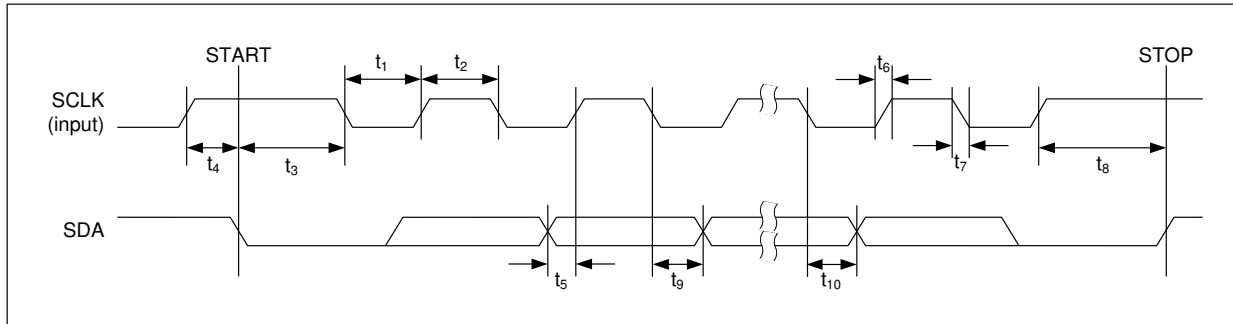 START
STOP
t1
t2
t6
SCLK
(input)
t4
t3
t7
t8
SDA
t5
t9
t10